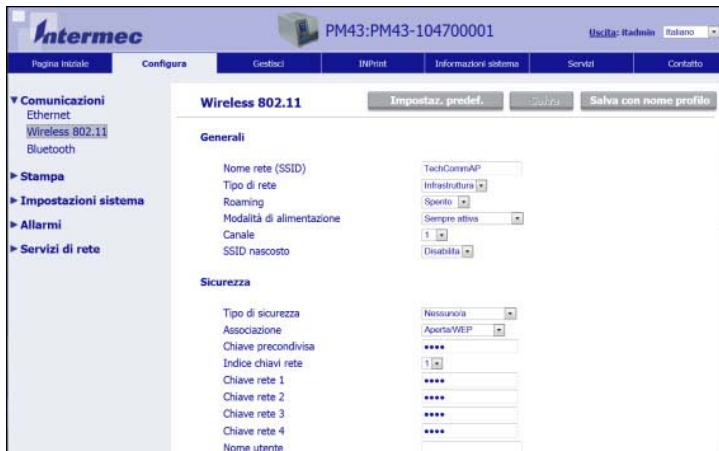 Intermec
PM43:PM43-104700001
Uscita: itadmin Italiano
Pagina iniziale Configura Gestisci INPrint Informazioni sistema Servizi Contatto
Comunicazioni
Ethernet
Wireless 802.11
Bluetooth
Stampa
Impostazioni sistema
Allarmi
Servizi di rete
Wireless 802.11 Impostaz. predef. Salva Salva con nome profilo
Generali
Nome rete (SSID) TechCommAP
Tipo di rete Infrastruttura
Roaming Spento
Modalità di alimentazione Sempre attiva
Canale 1
SSID nascosto Disabilita
Sicurezza
Tipo di sicurezza Nessuno/a
Associazione Aperta/WEP
Chiave precondivisa ••••
Indice chiavi rete 1
Chiave rete 1 ••••
Chiave rete 2 ••••
Chiave rete 3 ••••
Chiave rete 4 ••••
Nome utente